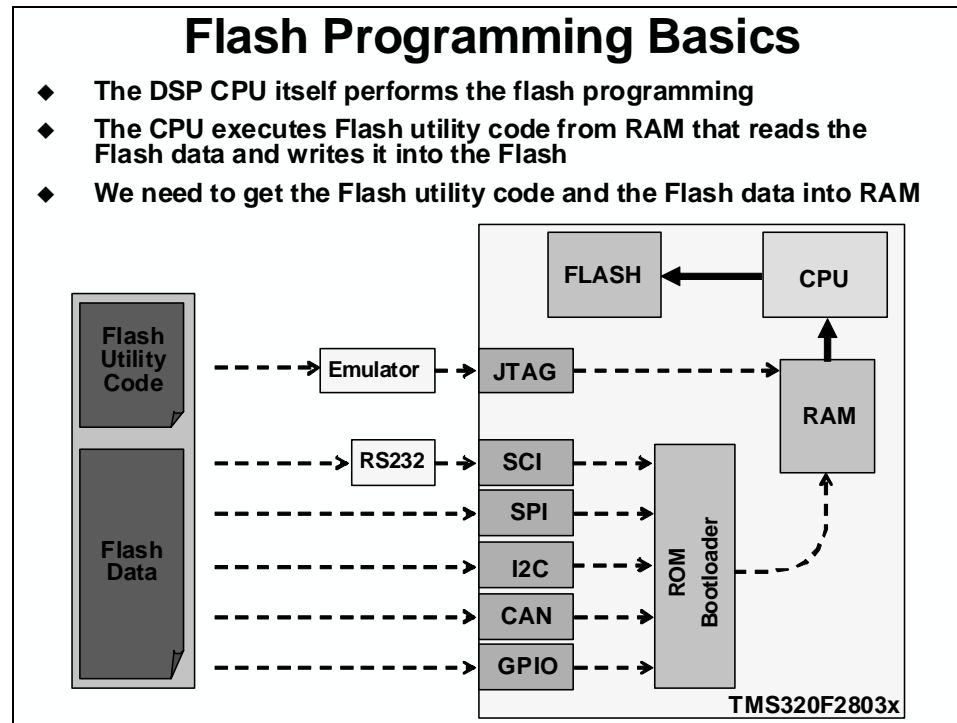 Flash Programming Basics
◆ The DSP CPU itself performs the flash programming
◆ The CPU executes Flash utility code from RAM that reads the
Flash data and writes it into the Flash
◆ We need to get the Flash utility code and the Flash data into RAM
FLASH
CPU
Flash
Utility
Code
Emulator
JTAG
RAM
RS232
SCI
SPI
Flash
Data
I2C
CAN
GPIO
ROM
Bootloader
TMS320F2803x